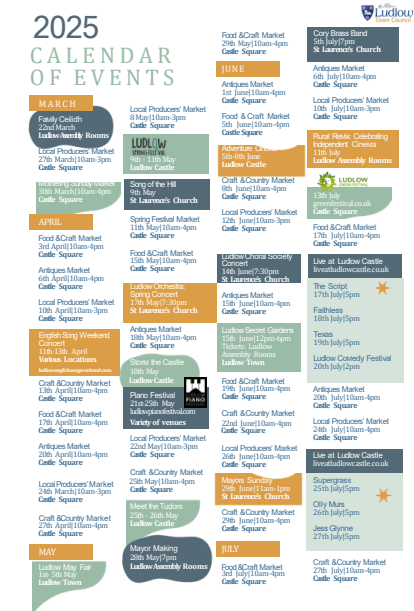 2025
CALENDAR
OF EVENTS
MARCH
Family Ceilidh
22nd March
Ludlow Assembly Rooms
Local Producers' Market
27th March|10am-3pm
Castle Square
Mothering Sunday Market
30th March|10am-4pm
Castle Square
APRIL
Food &Craft Market
3rd April|10am-4pm
Castle Square
Antiques Market
6th April|10am-4pm
Castle Square
Local Producers' Market
10th April|10am-3pm
Castle Square
English Song Weekend
Concert
11th-13th April
Various Locations
ludlowenglishsongweekend.com
Craft &Country Market
13th April|10am-4pm
Castle Square
Food &Craft Market
17th April|10am-4pm
Castle Square
Antiques Market
20th April|10am-4pm
Castle Square
Local Producers' Market
24th March|10am-3pm
Castle Square
Craft &Country Market
27th April|10am-4pm
Castle Square
MAY
Ludlow May Fair
1st- 5th May
Ludlow Town
Local Producers' Market
8 May|10am-3pm
Castle Square
LUDLOW
SPRING FESTIVAL
9th - 11th May
Ludlow Castle
Song of the Hill
9th May
St Laurence's Church
Spring Festival Market
11th May|10am-4pm
Castle Square
Food &Craft Market
15th May|10am-4pm
Castle Square
Ludlow Orchestra:
Spring Concert
17th May|7:30pm
St Laurence's Church
Antiques Market
18th May|10am-4pm
Castle Square
Storm the Castle
18th May
Ludlow Castle
Piano Festival
21st-25th May
ludlowpianofestival.com
Variety of venues
Local Producers' Market
22nd May|10am-3pm
Castle Square
Craft &Country Market
25th May|10am-4pm
Castle Square
Meet the Tudors
25th - 26th May
Ludlow Castle
Mayor Making
28th May|7pm
Ludlow Assembly Rooms
Food &Craft Market
29th May|10am-4pm
Castle Square
JUNE
Antiques Market
1st June|10am-4pm
Castle Square
Food & Craft Market
5th June|10am-4pm
Castle Square
5th-8th June
Ludlow Castle
Craft &Country Market
8th June|10am-4pm
Castle Square
Local Producers' Market
12th June|10am-3pm
Castle Square
Ludlow Choral Society
Concert
14th June|7:30pm
St Laurence's Church
Antiques Market
15th June|10am-4pm
Castle Square
Ludlow Secret Gardens
15th June|12pm-6pm
Tickets: Ludlow
Assembly Rooms
Ludlow Town
Food &Craft Market
19th June|10am-4pm
Castle Square
Craft &Country Market
22nd June|10am-4pm
Castle Square
Local Producers' Market
26th June|10am-4pm
Castle Square
Mayors Sunday
29th June|11am-1pm
St Laurence's Church
Craft &Country Market
29th June|10am-4pm
Castle Square
JULY
Food &Craft Market
3rd July|10am-4pm
Castle Square
Ludlow
Town Council
Cory Brass Band
5th July|7pm
St Laurence's Church
Antiques Market
6th July|10am-4pm
Castle Square
Local Producers' Market
10th July|10am-3pm
Castle Square
Rural Revix: Celebrating
Independent Cinema
11th July
Ludlow Assembly Rooms
LUDLOW
GREEN FESTIVAL
13th July
greenfestival.co.uk
Castle Square
Food &Craft Market
17th July|10am-4pm
Castle Square
Live at Ludlow Castle
liveatludlowcastle.co.uk
The Script
17th July|5pm
Faithless
18th July|5pm
Texas
19th July|5pm
Ludlow Comedy Festival
20th July|2pm
Antiques Market
20th July|10am-4pm
Castle Square
Local Producers' Market
24th July|10am-4pm
Castle Square
Live at Ludlow Castle
liveatludlowcastle.co.uk
Supergrass
25th July|5pm
Olly Murs
26th July|5pm
Jess Glynne
27th July|5pm
Craft &Country Market
27th July|10am-4pm
Castle Square